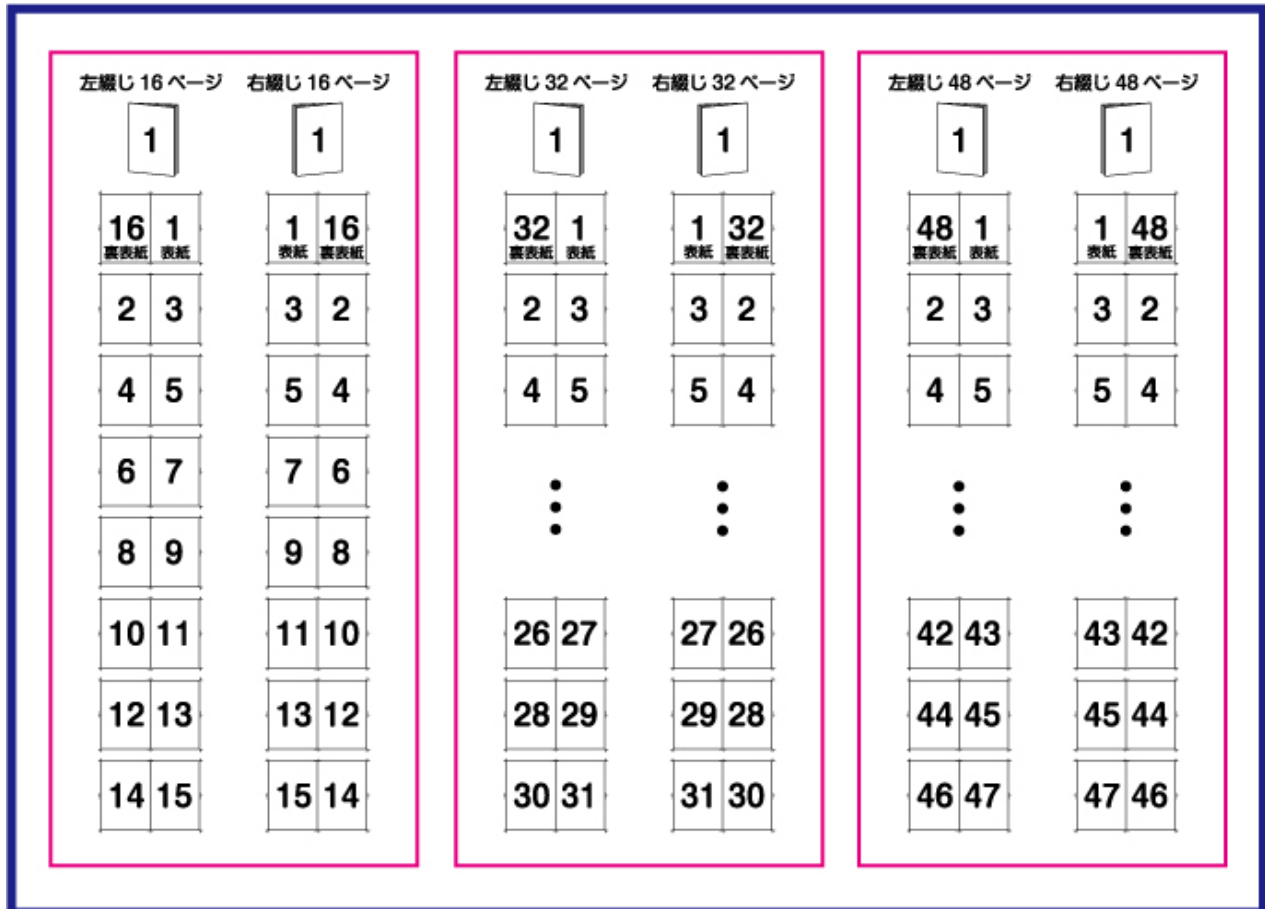 左綴じ 16 ページ 右綴じ 16 ページ
1 1
16 1 1 16
裏表紙 表紙 表紙 裏表紙
2 3 3 2
4 5 5 4
6 7 7 6
8 9 9 8
10 11 11 10
12 13 13 12
14 15 15 14
左綴じ 32 ページ 右綴じ 32 ページ
1 1
32 1 1 32
裏表紙 表紙 表紙 裏表紙
2 3 3 2
4 5 5 4
26 27 27 26
28 29 29 28
30 31 31 30
左綴じ 48 ページ 右綴じ 48 ページ
1 1
48 1 1 48
裏表紙 表紙 表紙 裏表紙
2 3 3 2
4 5 5 4
42 43 43 42
44 45 45 44
46 47 47 46